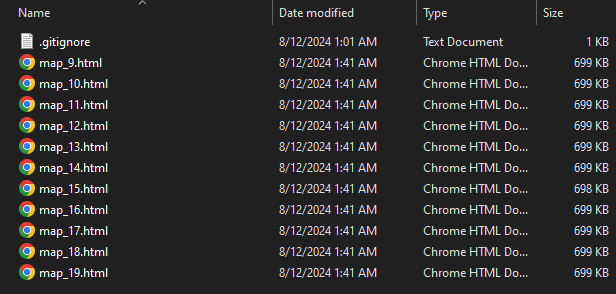 Name Date modified Type Size
.gitignore 8/12/2024 1:01 AM Text Document 1 KB
map_9.html 8/12/2024 1:41 AM Chrome HTML Do... 699 KB
map_10.html 8/12/2024 1:41 AM Chrome HTML Do... 699 KB
map_11.html 8/12/2024 1:41 AM Chrome HTML Do... 699 KB
map_12.html 8/12/2024 1:41 AM Chrome HTML Do... 699 KB
map_13.html 8/12/2024 1:41 AM Chrome HTML Do... 699 KB
map_14.html 8/12/2024 1:41 AM Chrome HTML Do... 699 KB
map_15.html 8/12/2024 1:41 AM Chrome HTML Do... 698 KB
map_16.html 8/12/2024 1:41 AM Chrome HTML Do... 699 KB
map_17.html 8/12/2024 1:41 AM Chrome HTML Do... 699 KB
map_18.html 8/12/2024 1:41 AM Chrome HTML Do... 699 KB
map_19.html 8/12/2024 1:41 AM Chrome HTML Do... 699 KB